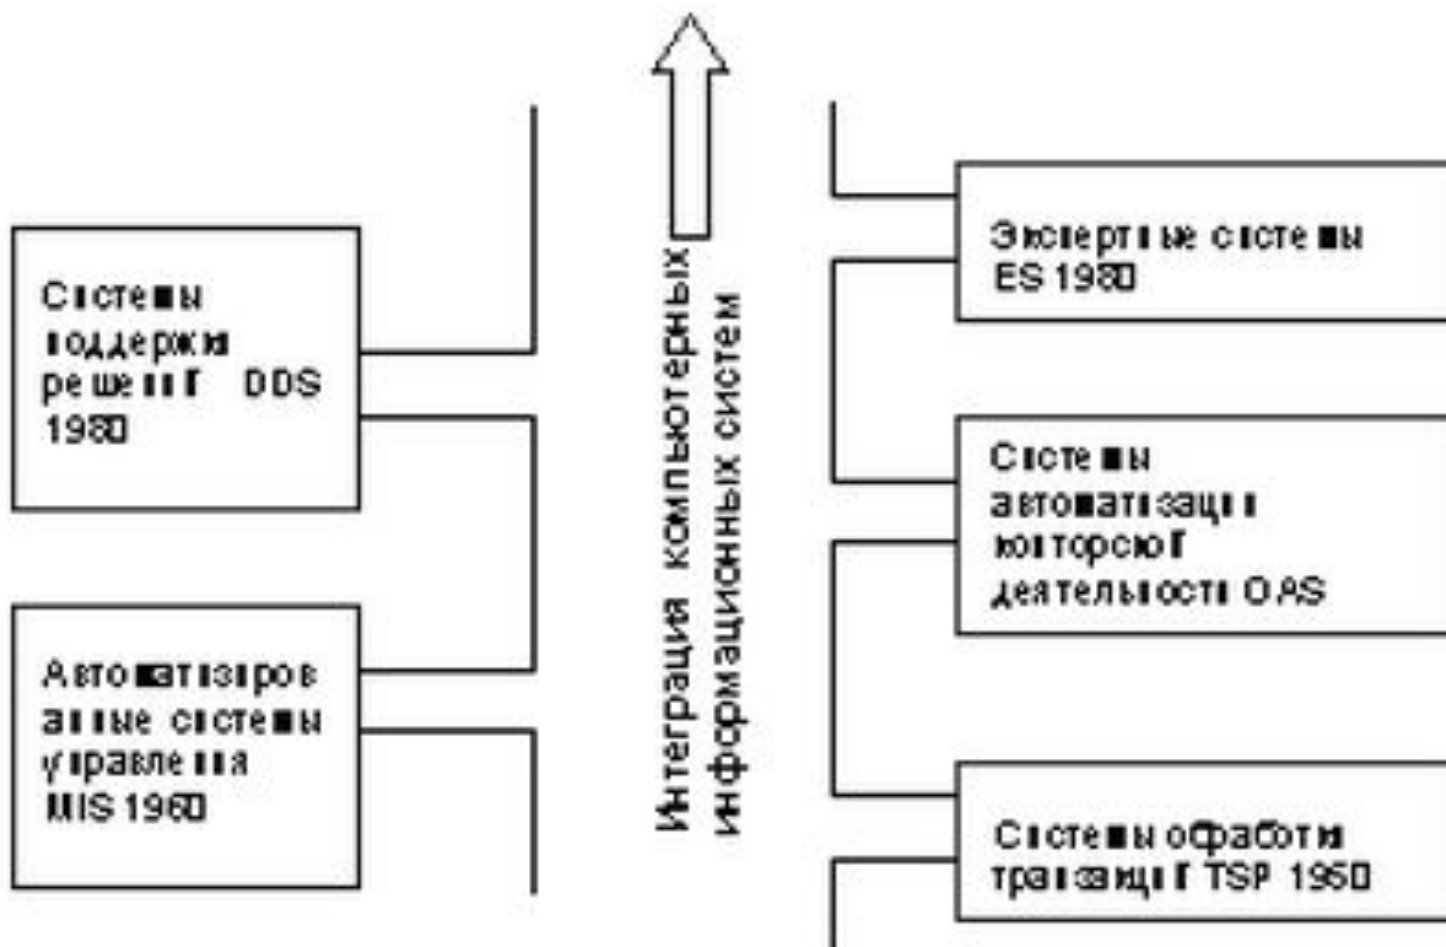 Системы
поддержки
решений DDS
1980
Автоматизиров
анные системы
управления
MIS 1960
Интеграция компьютерных
информационных систем
Экспертные системы
ES 1980
Системы
автоматизации
конторской
деятельности OAS
Системы обработки
транзакций TSP 1950